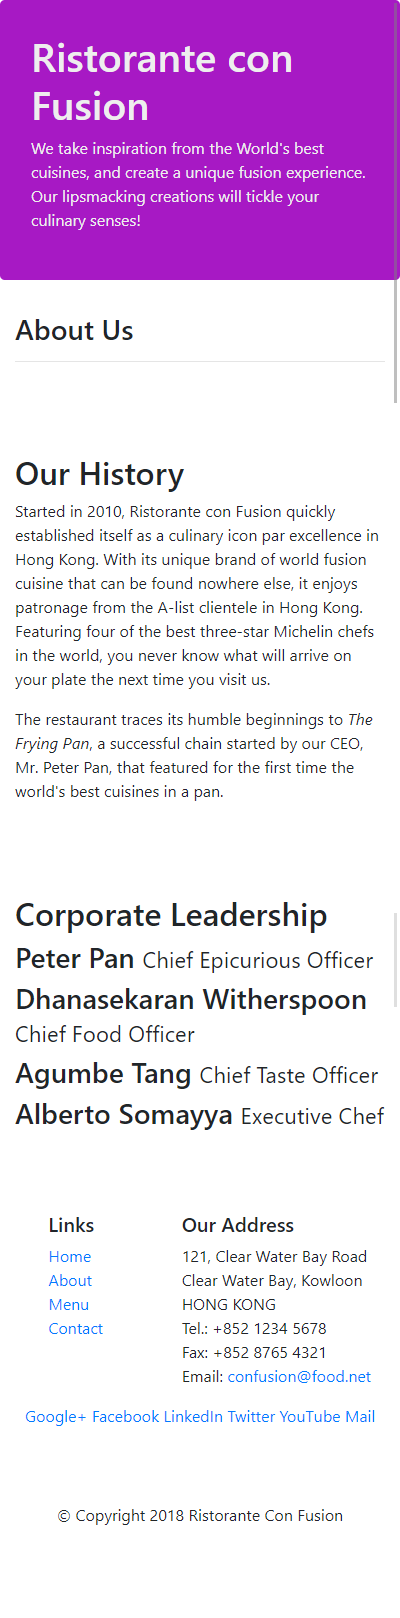 Ristorante con
Fusion
We take inspiration from the World's best
cuisines, and create a unique fusion experience.
Our lipsmacking creations will tickle your
culinary senses!
About Us
Our History
Started in 2010, Ristorante con Fusion quickly
established itself as a culinary icon par excellence in
Hong Kong. With its unique brand of world fusion
cuisine that can be found nowhere else, it enjoys
patronage from the A-list clientele in Hong Kong.
Featuring four of the best three-star Michelin chefs
in the world, you never know what will arrive on
your plate the next time you visit us.
The restaurant traces its humble beginnings to The
Frying Pan, a successful chain started by our CEO,
Mr. Peter Pan, that featured for the first time the
world's best cuisines in a pan.
Corporate Leadership
Peter Pan Chief Epicurious Officer
Dhanasekaran Witherspoon
Chief Food Officer
Agumbe Tang Chief Taste Officer
Alberto Somayya Executive Chef
Links
Home
About
Menu
Contact
Our Address
121, Clear Water Bay Road
Clear Water Bay, Kowloon
HONG KONG
Tel.: +852 1234 5678
Fax: +852 8765 4321
Email: confusion@food.net
Google+ Facebook LinkedIn Twitter YouTube Mail
© Copyright 2018 Ristorante Con Fusion